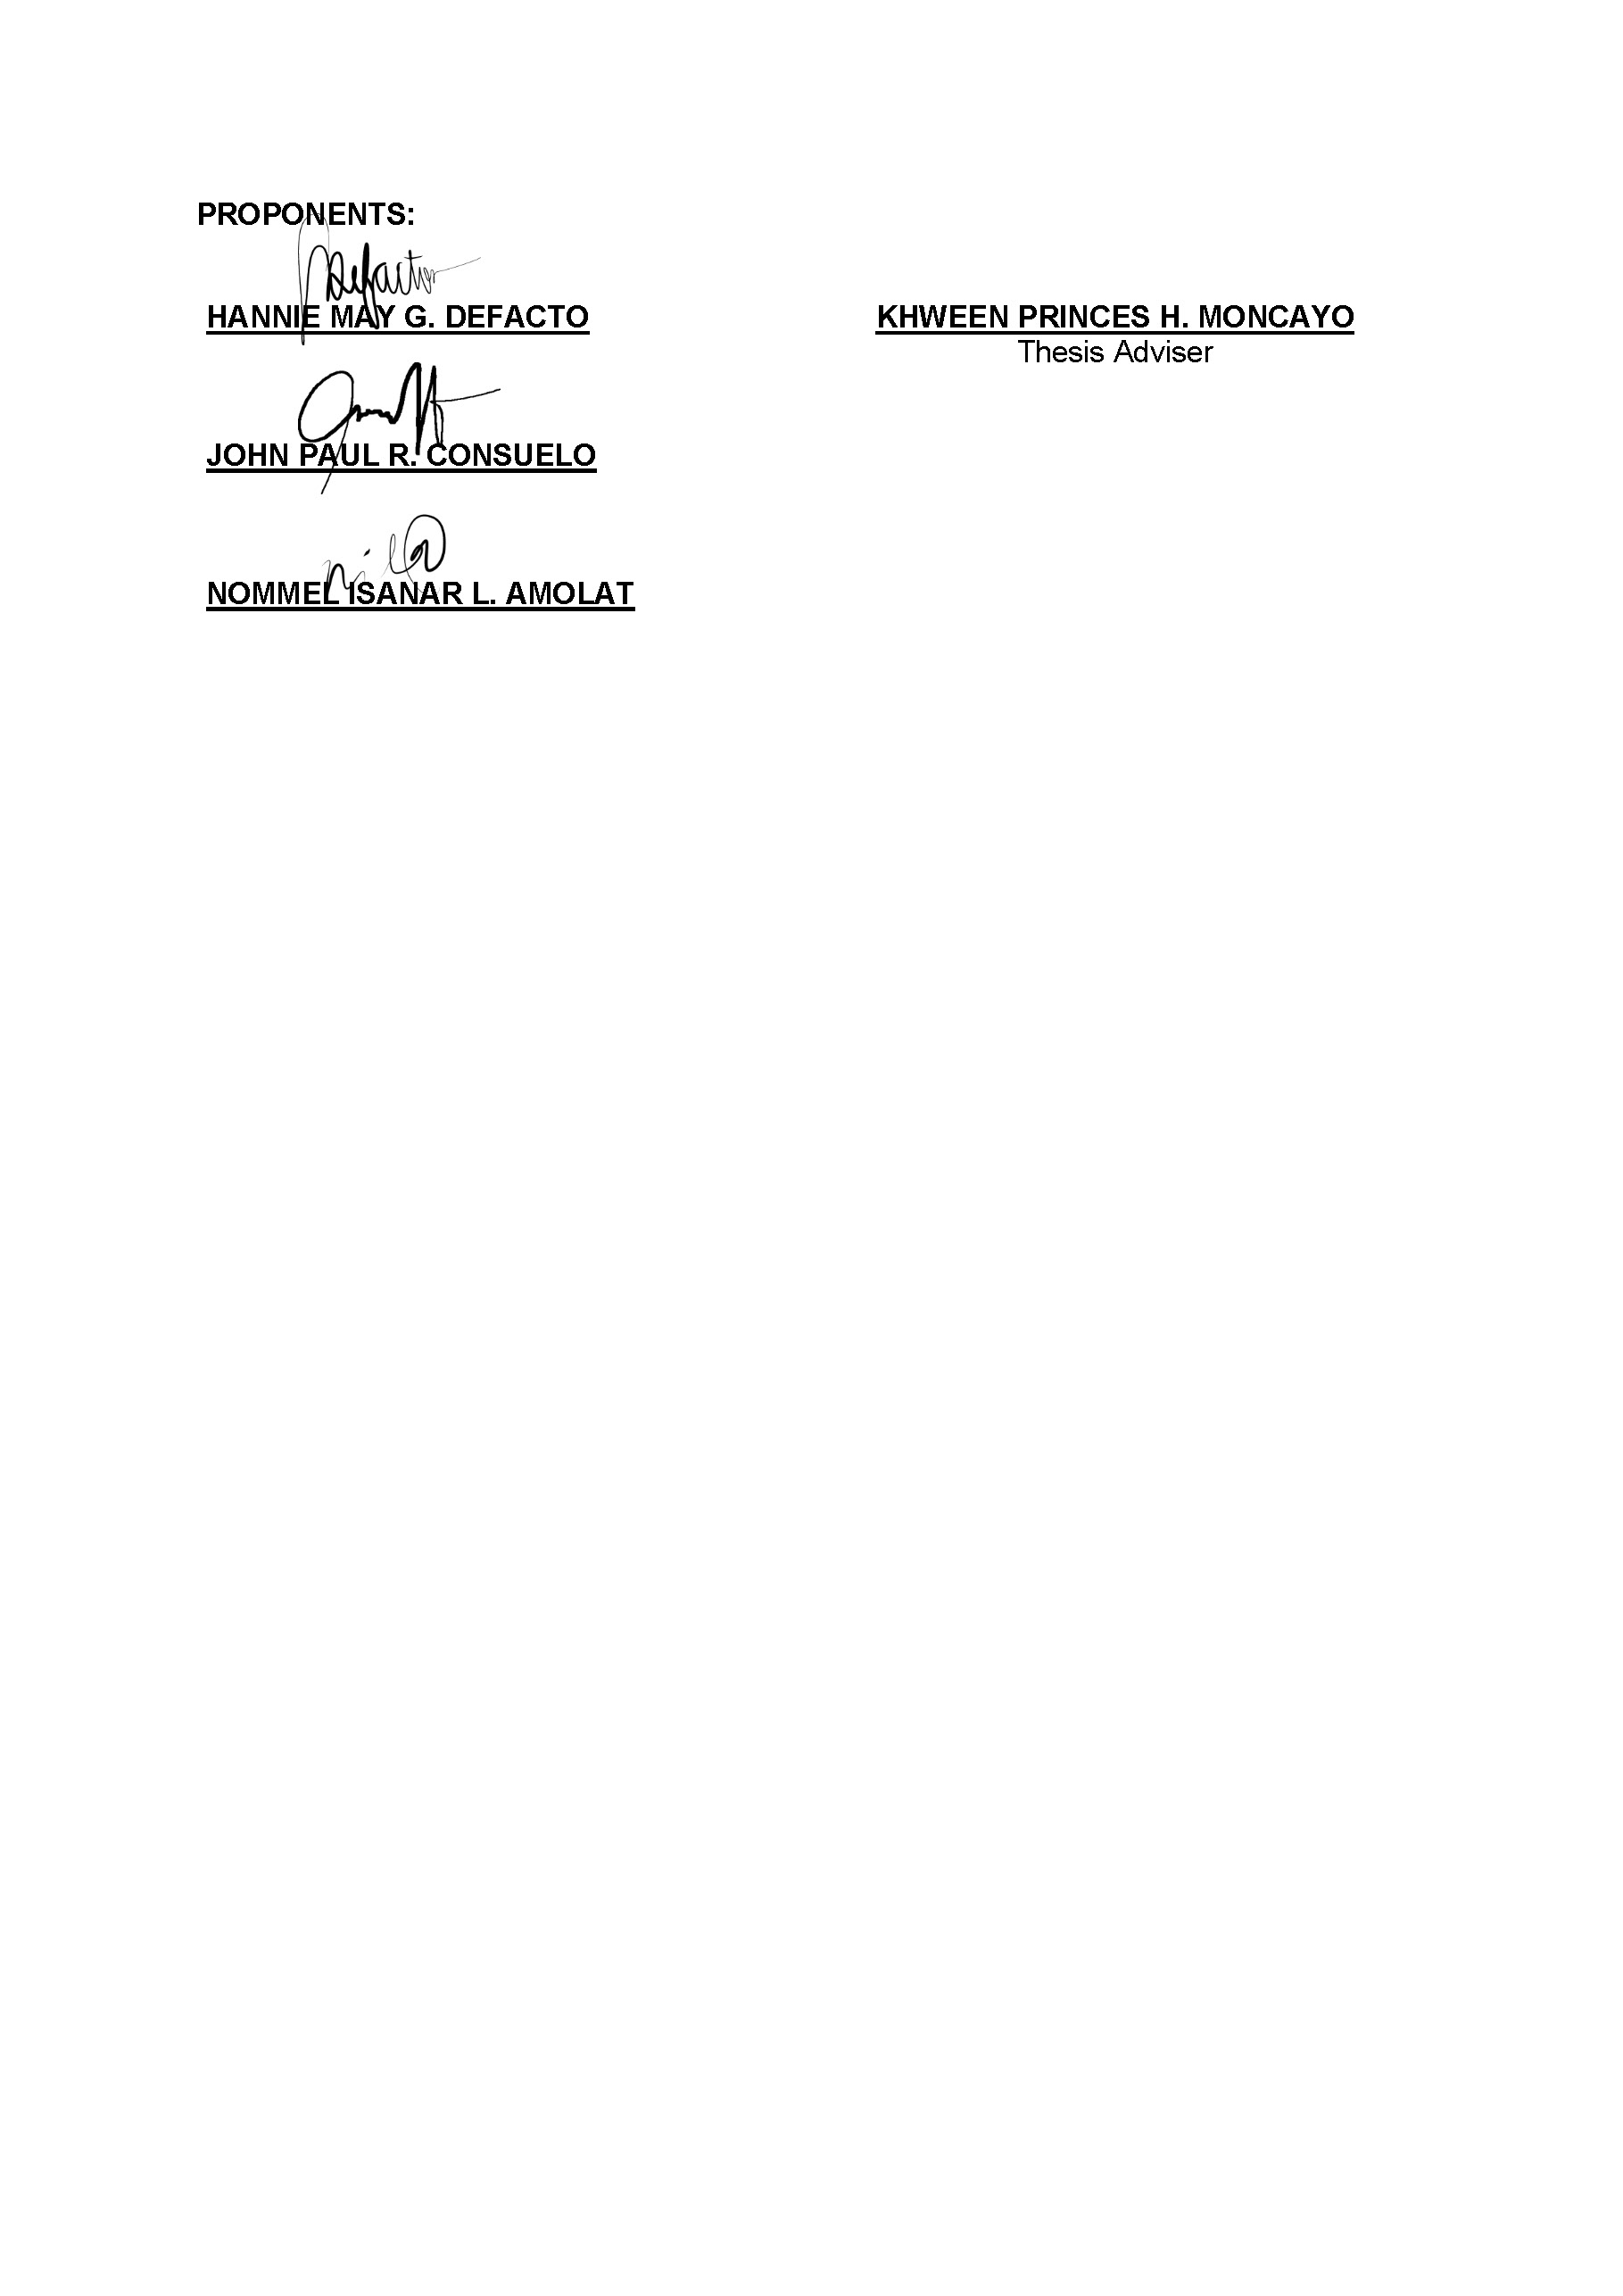 PROPONENTS:
Defacto
HANNIE MAY G. DEFACTO
KHWEEN PRINCES H. MONCAYO
Thesis Adviser
JOHN PAUL R. CONSUELO
NOMMEL ISANAR L. AMOLAT